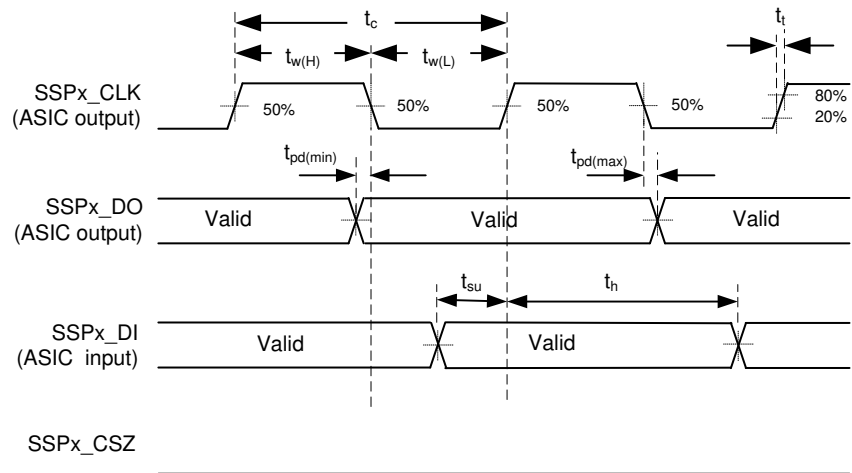 t_c
t_t
t_w(H)
t_w(L)
SSPx_CLK
(ASIC output)
50%
50%
50%
50%
80%
20%
t_pd(min)
t_pd(max)
SSPx_DO
(ASIC output)
Valid
Valid
Valid
t_su
t_h
SSPx_DI
(ASIC input)
Valid
Valid
SSPx_CSZ